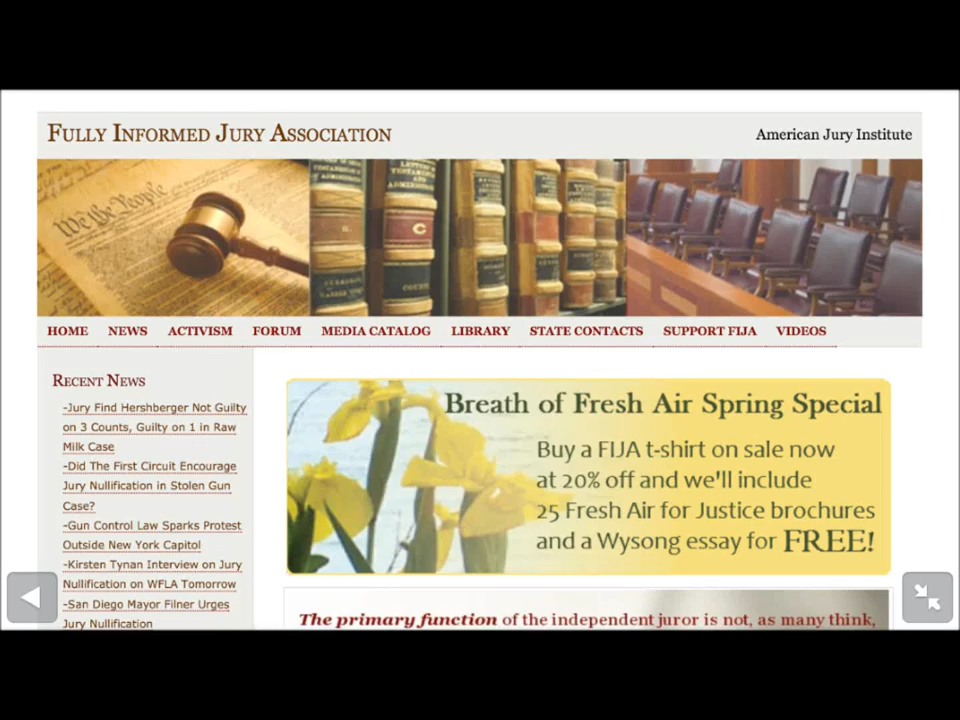 FULLY INFORMED JURY ASSOCIATION
American Jury Institute
We the People
C
HOME NEWS ACTIVISM FORUM MEDIA CATALOG LIBRARY STATE CONTACTS SUPPORT FIJA VIDEOS
RECENT NEWS
-Jury Find Hershberger Not Guilty
on 3 Counts, Guilty on 1 in Raw
Milk Case
-Did The First Circuit Encourage
Jury Nullification in Stolen Gun
Case?
-Gun Control Law Sparks Protest
Outside New York Capitol
-Kirsten Tynan Interview on Jury
Nullification on WFLA Tomorrow
-San Diego Mayor Filner Urges
Jury Nullification
Breath of Fresh Air Spring Special
Buy a FIJA t-shirt on sale now
at 20% off and we'll include
25 Fresh Air for Justice brochures
and a Wysong essay for FREE!
The primary function of the independent juror is not, as many think,